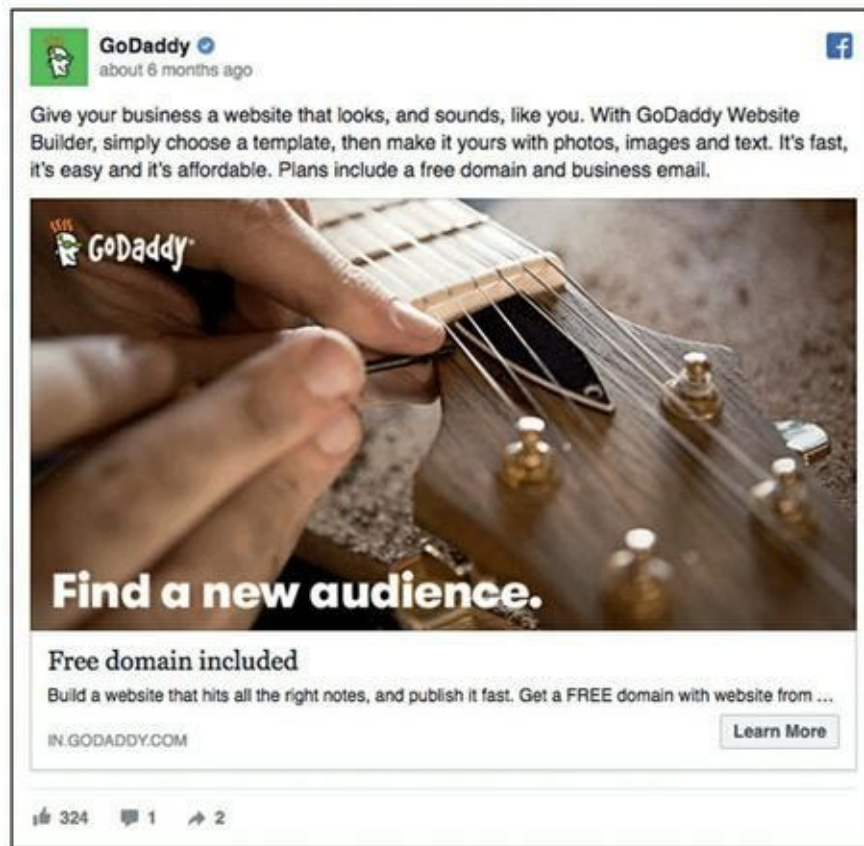 GoDaddy
about 6 months ago
Give your business a website that looks, and sounds, like you. With GoDaddy Website
Builder, simply choose a template, then make it yours with photos, images and text. It's fast,
it's easy and it's affordable. Plans include a free domain and business email.
GoDaddy
Find a new audience.
Free domain included
Build a website that hits all the right notes, and publish it fast. Get a FREE domain with website from ...
IN.GODADDY.COM
Learn More
324 1 2